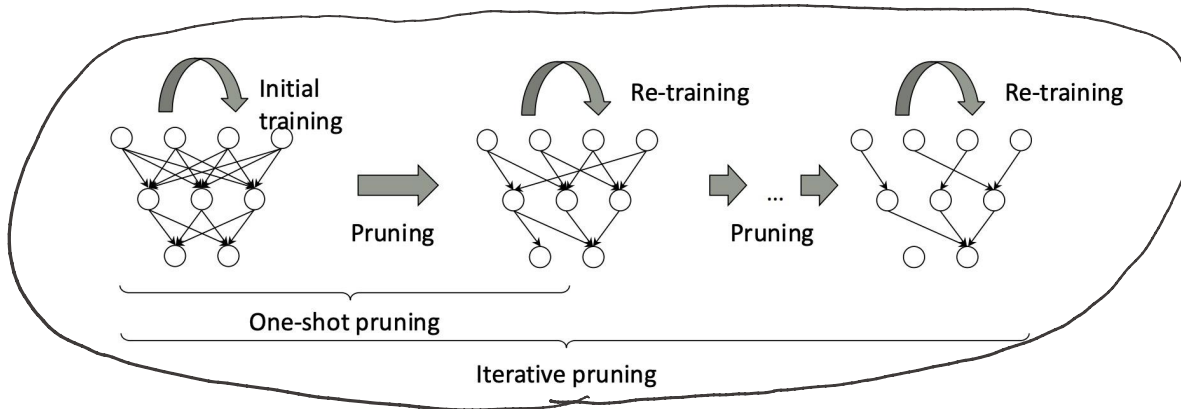 Initial
training
Re-training
Re-training
Pruning
...
Pruning
One-shot pruning
Iterative pruning